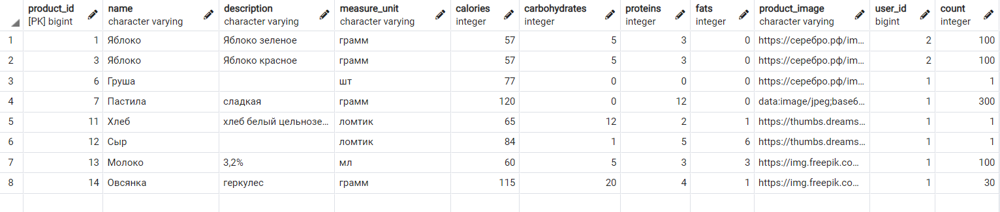 product_id name description measure_unit calories carbohydrates proteins fats product_image user_id count
[PK] bigint character varying character varying character varying integer integer integer integer character varying bigint integer
1 1 Яблоко Яблоко зеленое грамм 57 5 3 0 https://серебро.рф/im... 2 100
2 3 Яблоко Яблоко красное грамм 57 5 3 0 https://серебро.рф/im... 2 100
3 6 Груша шт 77 0 0 0 https://серебро.рф/im... 1 1
4 7 Пастила сладкая грамм 120 0 12 0 data:image/jpeg;base6... 1 300
5 11 Хлеб хлеб белый цельнозе... ломтик 65 12 2 1 https://thumbs.dreams... 1 1
6 12 Сыр ломтик 84 1 5 6 https://thumbs.dreams... 1 1
7 13 Молоко 3,2% мл 60 5 3 3 https://img.freepik.co... 1 100
8 14 Овсянка геркулес грамм 115 20 4 1 https://img.freepik.co... 1 30